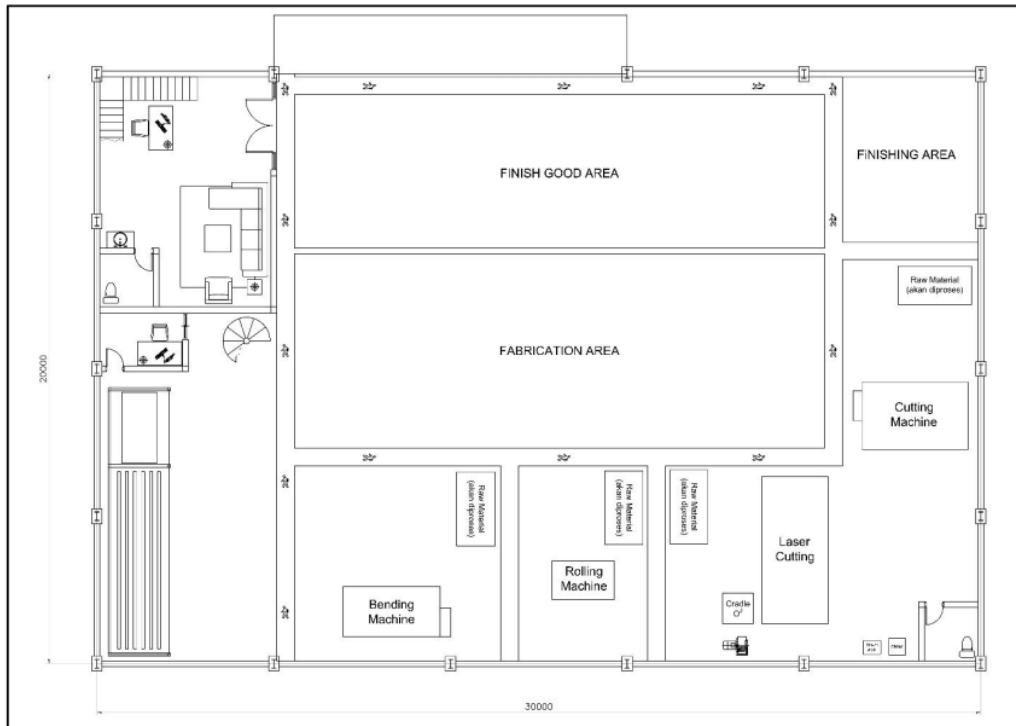 FINISH GOOD AREA
FINISHING AREA
Raw Material
(akan diproses)
20000
FABRICATION AREA
Cutting
Machine
Raw Material
(akan diproses)
Raw Material
(akan diproses)
Raw Material
(akan diproses)
Laser
Cutting
Rolling
Machine
Bending
Machine
Cradle
O²
30000